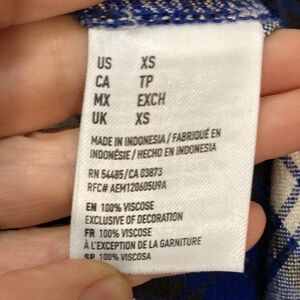 US XS
CA TP
MX EXCH
UK XS
MADE IN INDONESIA / FABRIQUÉ EN
INDONÉSIE / HECHO EN INDONESIA
RN 54485/CA 03873
RFC# AEM120605U9A
EN 100% VISCOSE
EXCLUSIVE OF DECORATION
FR 100% VISCOSE
À L'EXCEPTION DE LA GARNITURE
SP 100% VISCOSA